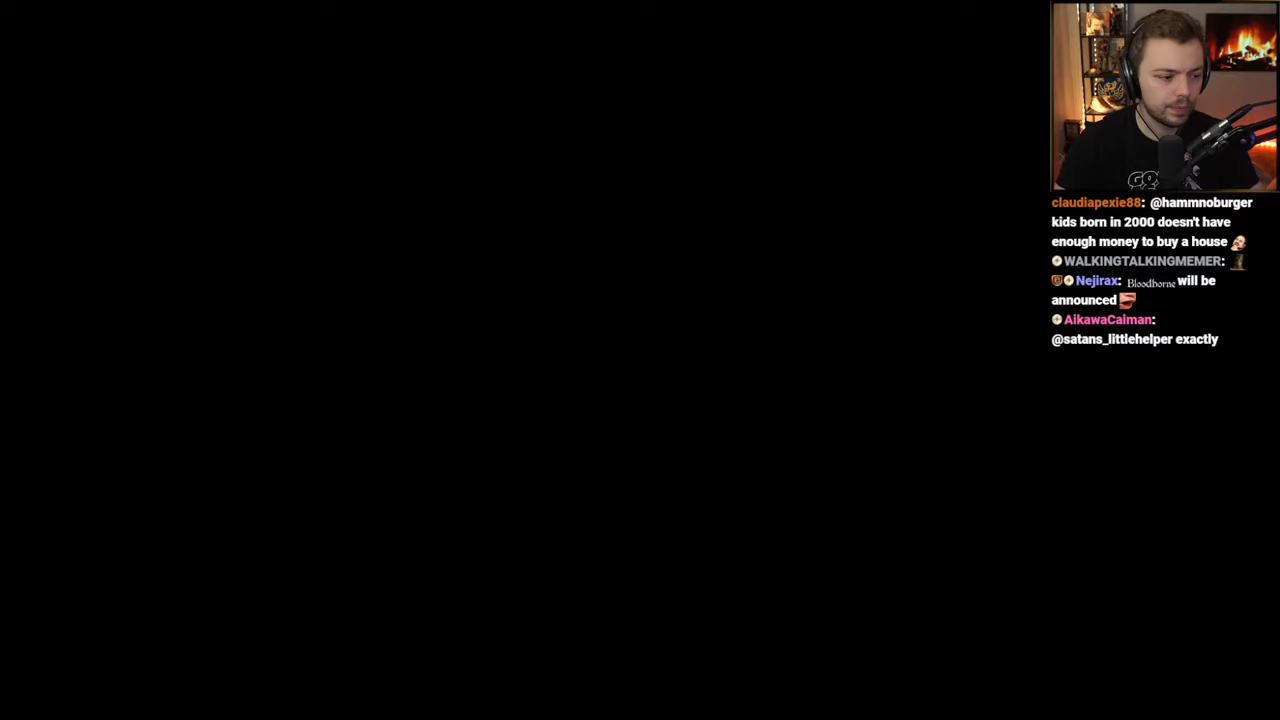 GO
claudiapexie88: @hammnoburger
kids born in 2000 doesn't have
enough money to buy a house
WALKINGTALKINGMEMER:
Nejirax: Bloodborne will be
announced
AikawaCaiman:
@satans_littlehelper exactly